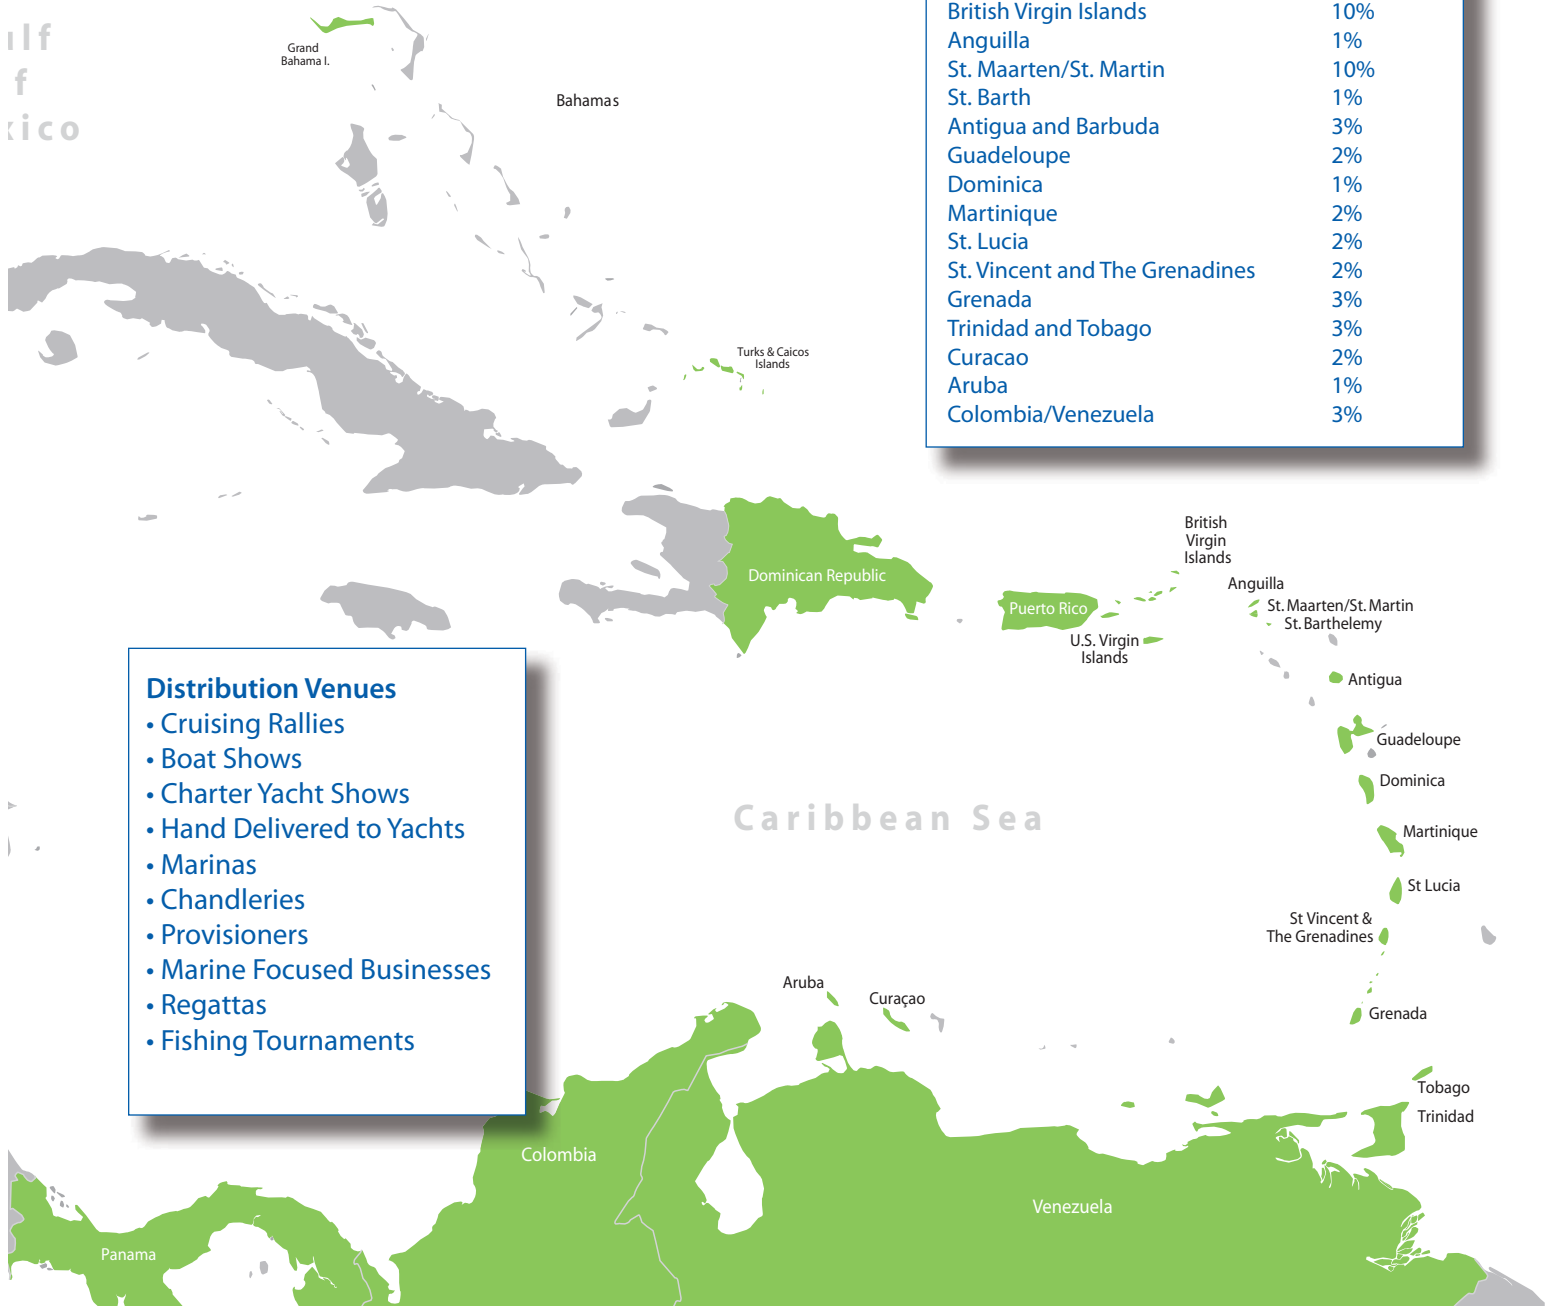 Grand
Bahama I.
Bahamas
British Virgin Islands 10%
Anguilla 1%
St. Maarten/St. Martin 10%
St. Barth 1%
Antigua and Barbuda 3%
Guadeloupe 2%
Dominica 1%
Martinique 2%
St. Lucia 2%
St. Vincent and The Grenadines 2%
Grenada 3%
Trinidad and Tobago 3%
Curacao 2%
Aruba 1%
Colombia/Venezuela 3%
Turks & Caicos
Islands
Dominican Republic
Puerto Rico
British
Virgin
Islands
Anguilla
St. Maarten/St. Martin
St. Barthelemy
U.S. Virgin
Islands
Antigua
Guadeloupe
Dominica
Martinique
St Lucia
St Vincent &
The Grenadines
Grenada
Tobago
Trinidad
Caribbean Sea
Distribution Venues
• Cruising Rallies
• Boat Shows
• Charter Yacht Shows
• Hand Delivered to Yachts
• Marinas
• Chandleries
• Provisioners
• Marine Focused Businesses
• Regattas
• Fishing Tournaments
Aruba
Curaçao
Colombia
Venezuela
Panama